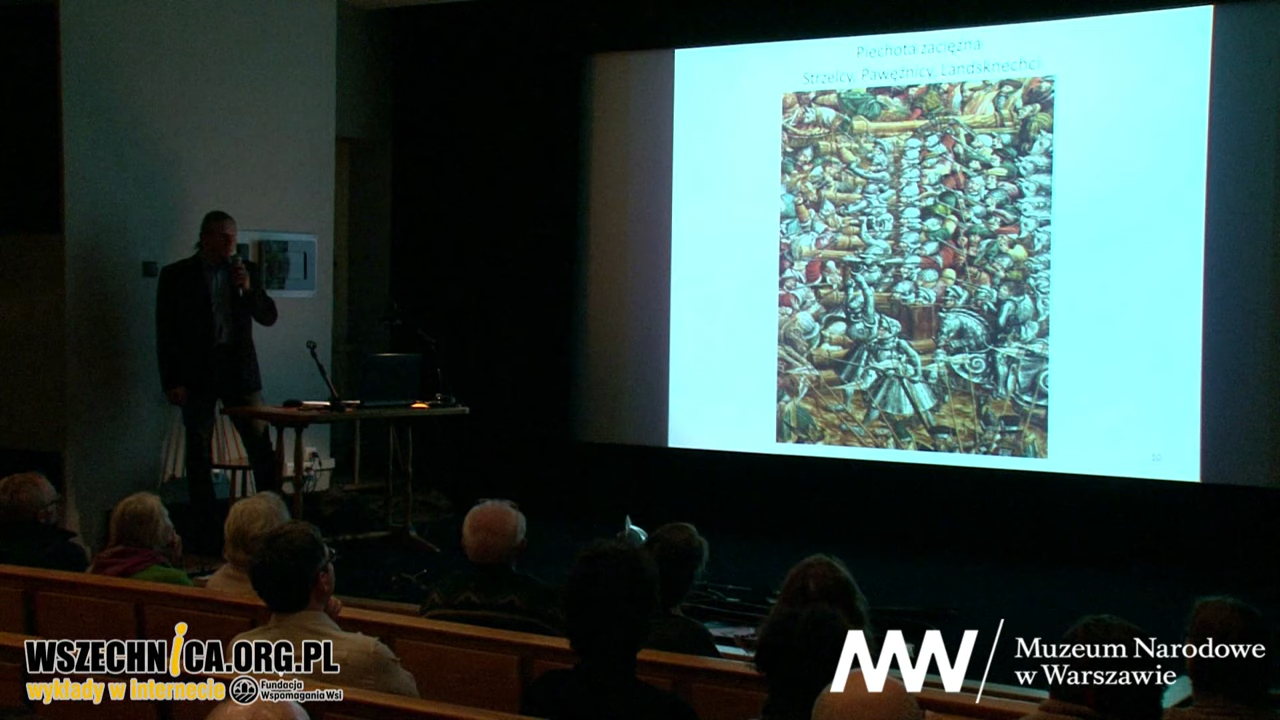 Piechota zaciężna
Strzelcy, Pawężnicy, Landsknechci
10
WSZECHNiCA.ORG.PL
wykłady w internecie
Fundacja
Wspomagania Wsi
Muzeum Narodowe
w Warszawie